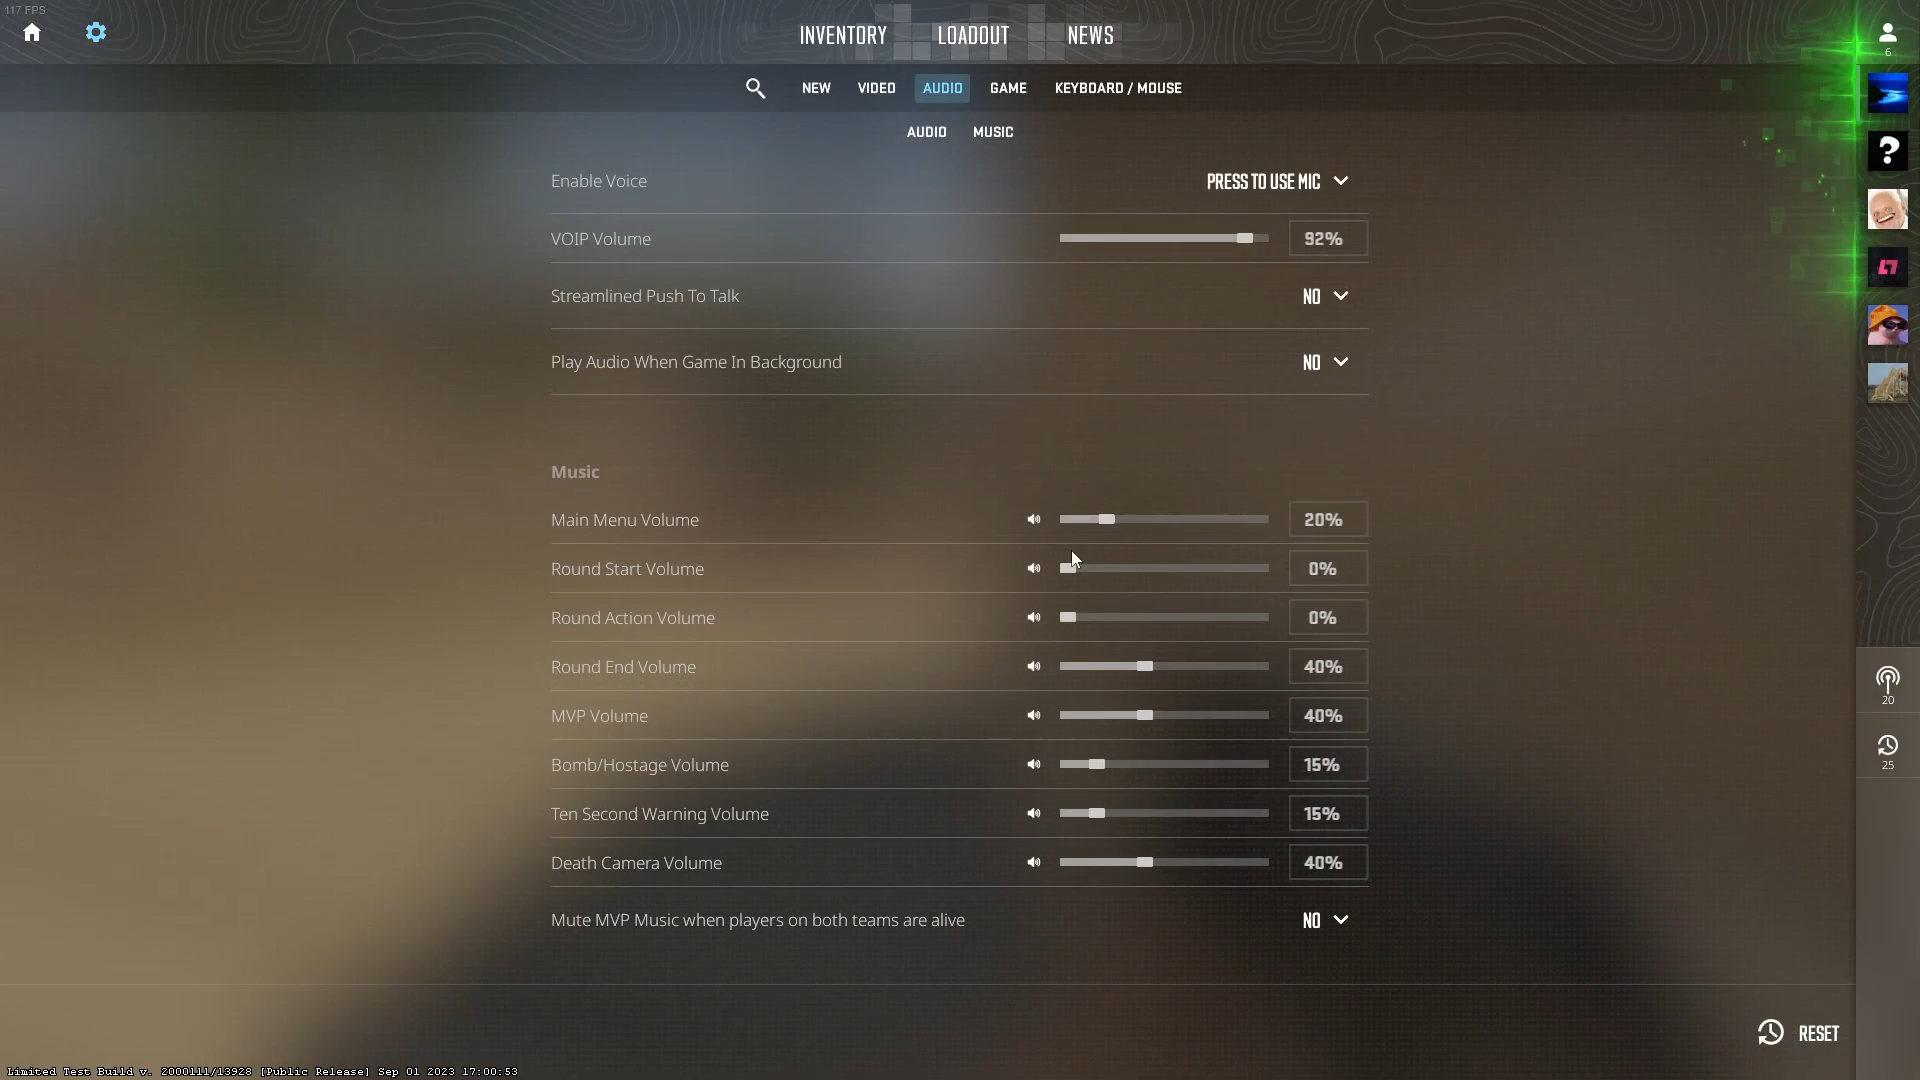 117 FPS
INVENTORY LOADOUT NEWS
6
NEW VIDEO AUDIO GAME KEYBOARD / MOUSE
AUDIO MUSIC
?
Enable Voice PRESS TO USE MIC
VOIP Volume 92%
Streamlined Push To Talk NO
Play Audio When Game In Background NO
Music
Main Menu Volume 20%
Round Start Volume 0%
Round Action Volume 0%
Round End Volume 40%
20
MVP Volume 40%
Bomb/Hostage Volume 15%
25
Ten Second Warning Volume 15%
Death Camera Volume 40%
Mute MVP Music when players on both teams are alive NO
RESET
Limited Test Build v. 2000111/13928 [Public Release] Sep 01 2023 17:00:53